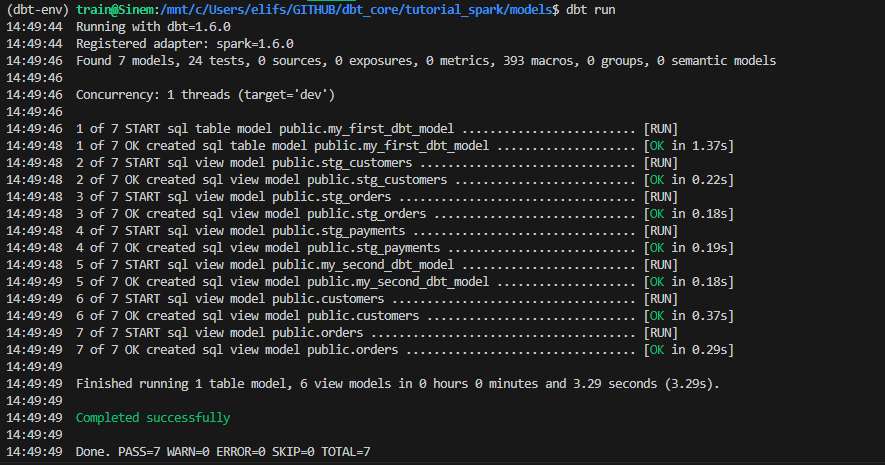 (dbt-env) train@Sinem:/mnt/c/Users/elifs/GITHUB/dbt_core/tutorial_spark/models$ dbt run
14:49:44  Running with dbt=1.6.0
14:49:44  Registered adapter: spark=1.6.0
14:49:46  Found 7 models, 24 tests, 0 sources, 0 exposures, 0 metrics, 393 macros, 0 groups, 0 semantic models
14:49:46
14:49:46  Concurrency: 1 threads (target='dev')
14:49:46
14:49:46  1 of 7 START sql table model public.my_first_dbt_model ......................... [RUN]
14:49:48  1 of 7 OK created sql table model public.my_first_dbt_model .................... [OK in 1.37s]
14:49:48  2 of 7 START sql view model public.stg_customers ............................... [RUN]
14:49:48  2 of 7 OK created sql view model public.stg_customers .......................... [OK in 0.22s]
14:49:48  3 of 7 START sql view model public.stg_orders .................................. [RUN]
14:49:48  3 of 7 OK created sql view model public.stg_orders ............................. [OK in 0.18s]
14:49:48  4 of 7 START sql view model public.stg_payments ................................ [RUN]
14:49:48  4 of 7 OK created sql view model public.stg_payments ........................... [OK in 0.19s]
14:49:48  5 of 7 START sql view model public.my_second_dbt_model ......................... [RUN]
14:49:49  5 of 7 OK created sql view model public.my_second_dbt_model .................... [OK in 0.18s]
14:49:49  6 of 7 START sql view model public.customers ................................... [RUN]
14:49:49  6 of 7 OK created sql view model public.customers .............................. [OK in 0.37s]
14:49:49  7 of 7 START sql view model public.orders ...................................... [RUN]
14:49:49  7 of 7 OK created sql view model public.orders ................................. [OK in 0.29s]
14:49:49
14:49:49  Finished running 1 table model, 6 view models in 0 hours 0 minutes and 3.29 seconds (3.29s).
14:49:49
14:49:49  Completed successfully
14:49:49
14:49:49  Done. PASS=7 WARN=0 ERROR=0 SKIP=0 TOTAL=7